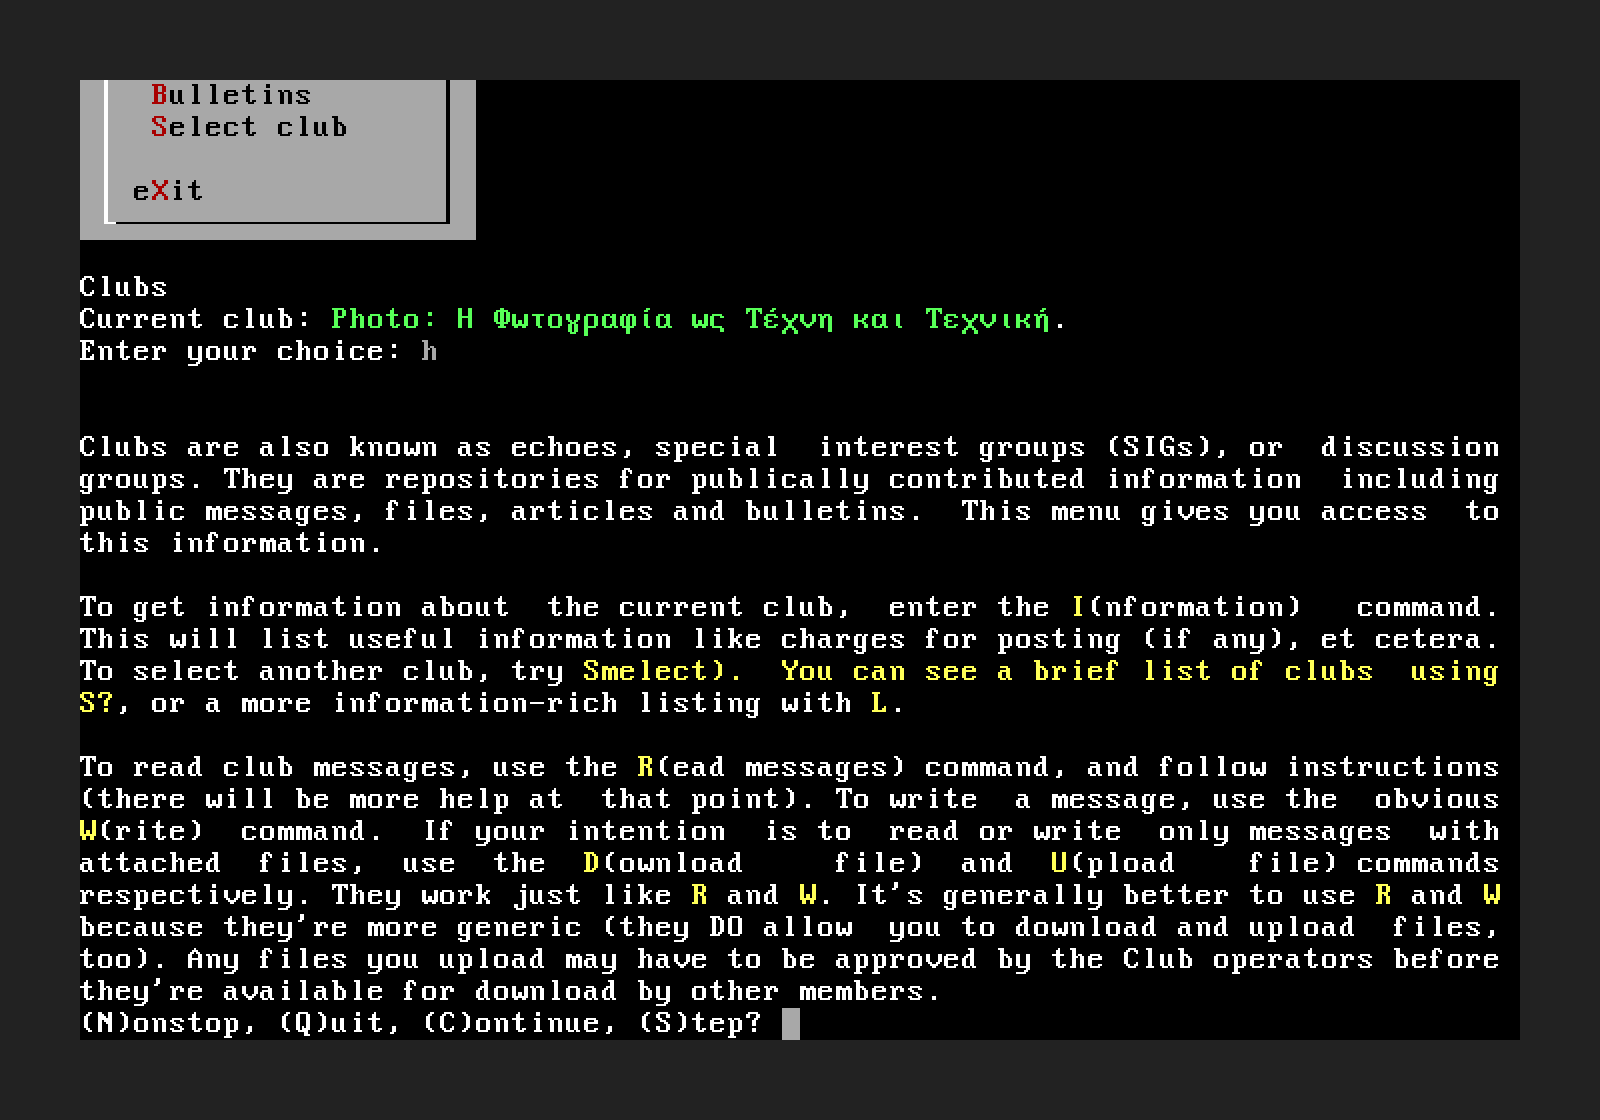 Bulletins
Select club
eXit
Clubs
Current club: Photo: Η Φωτογραφία ως Τέχνη και Τεχνική.
Enter your choice: h
Clubs are also known as echoes, special  interest groups (SIGs), or  discussion
groups. They are repositories for publically contributed information  including
public messages, files, articles and bulletins.  This menu gives you access  to
this information.
To get information about  the current club,  enter the I(nformation)   command.
This will list useful information like charges for posting (if any), et cetera.
To select another club, try Smelect).  You can see a brief list of clubs  using
S?, or a more information-rich listing with L.
To read club messages, use the R(ead messages) command, and follow instructions
(there will be more help at  that point). To write  a message, use the  obvious
W(rite)  command.  If your intention  is to  read or write  only messages  with
attached  files,  use  the  D(ownload     file)  and  U(pload    file) commands
respectively. They work just like R and W. It's generally better to use R and W
because they're more generic (they DO allow  you to download and upload  files,
too). Any files you upload may have to be approved by the Club operators before
they're available for download by other members.
(N)onstop, (Q)uit, (C)ontinue, (S)tep?